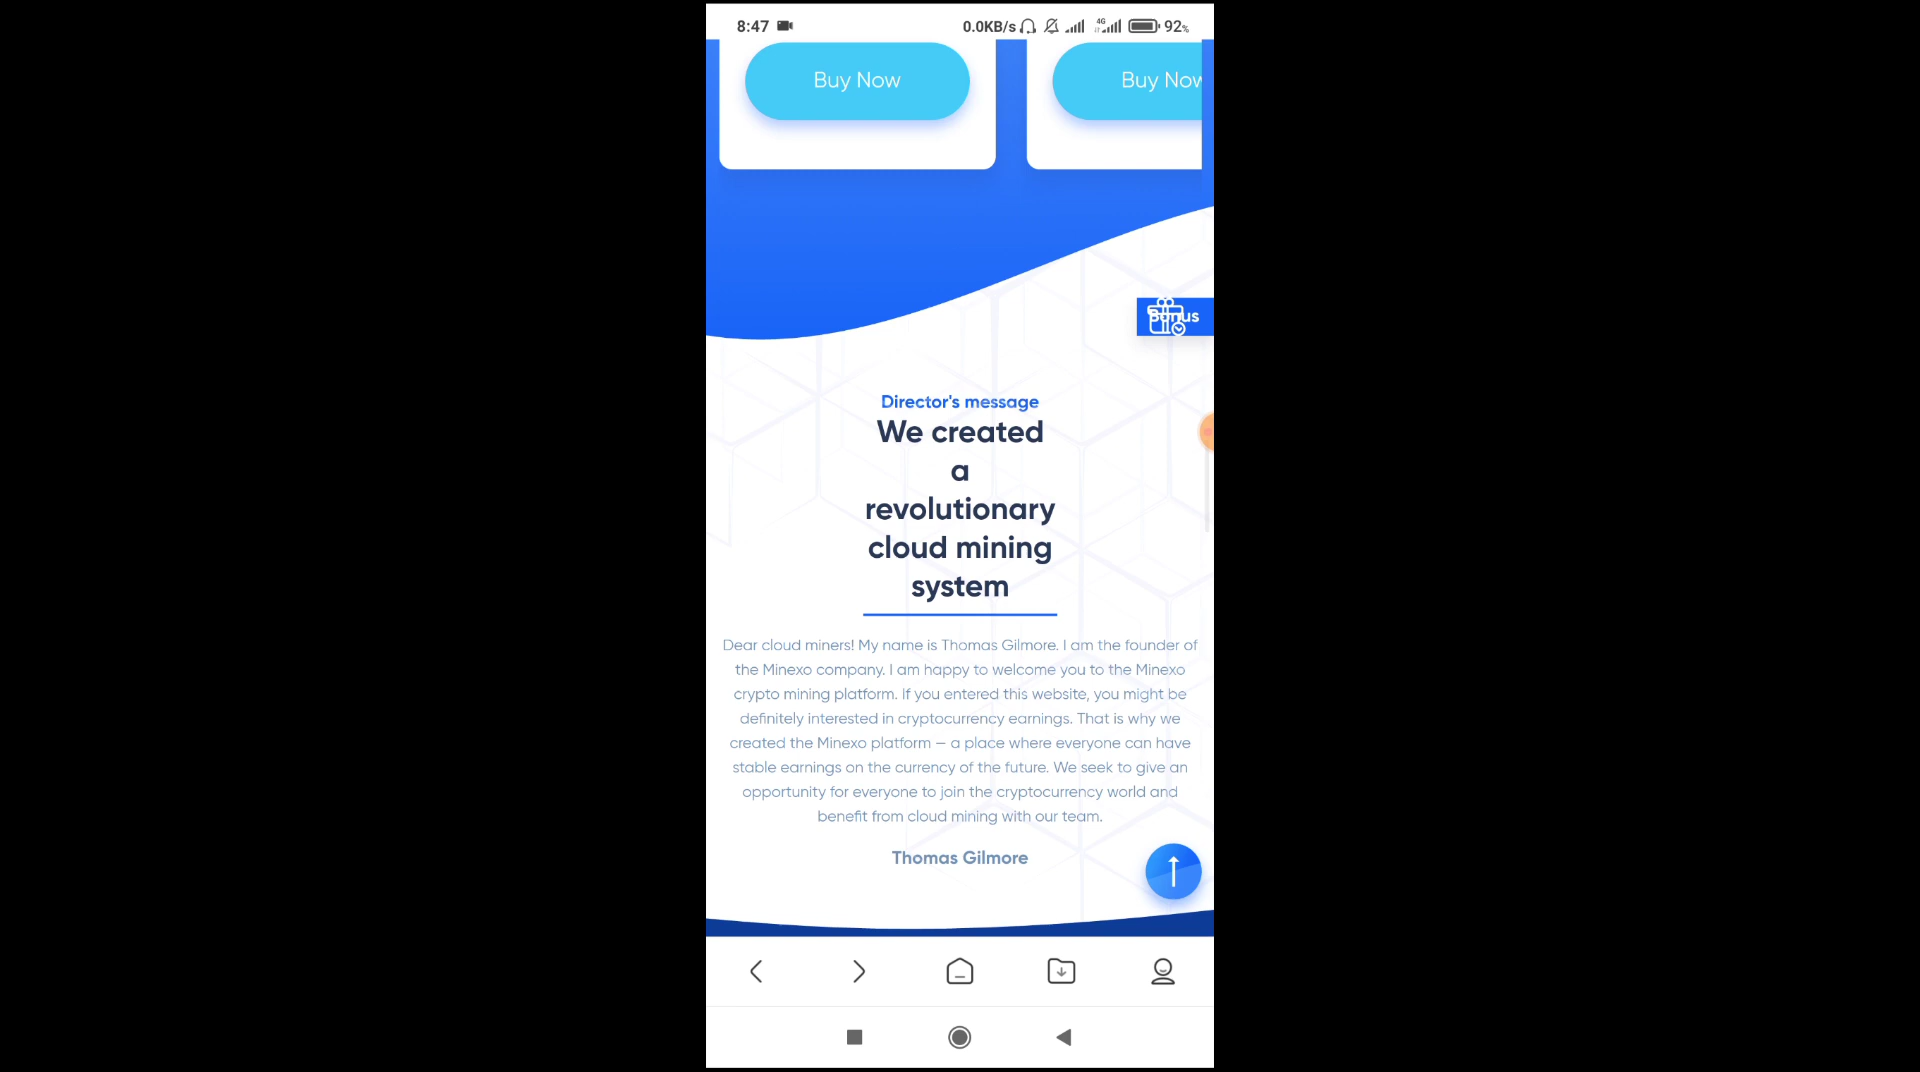 8:47 0.0KB/s 4G 92%
Buy Now Buy Now
Bonus
Director's message
We created
a
revolutionary
cloud mining
system
Dear cloud miners! My name is Thomas Gilmore. I am the founder of
the Minexo company. I am happy to welcome you to the Minexo
crypto mining platform. If you entered this website, you might be
definitely interested in cryptocurrency earnings. That is why we
created the Minexo platform — a place where everyone can have
stable earnings on the currency of the future. We seek to give an
opportunity for everyone to join the cryptocurrency world and
benefit from cloud mining with our team.
Thomas Gilmore